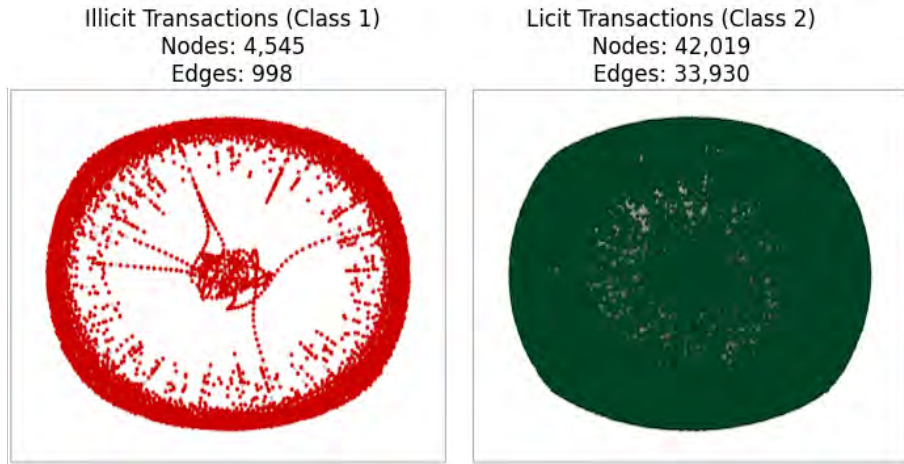 Illicit Transactions (Class 1)
Nodes: 4,545
Edges: 998
Licit Transactions (Class 2)
Nodes: 42,019
Edges: 33,930